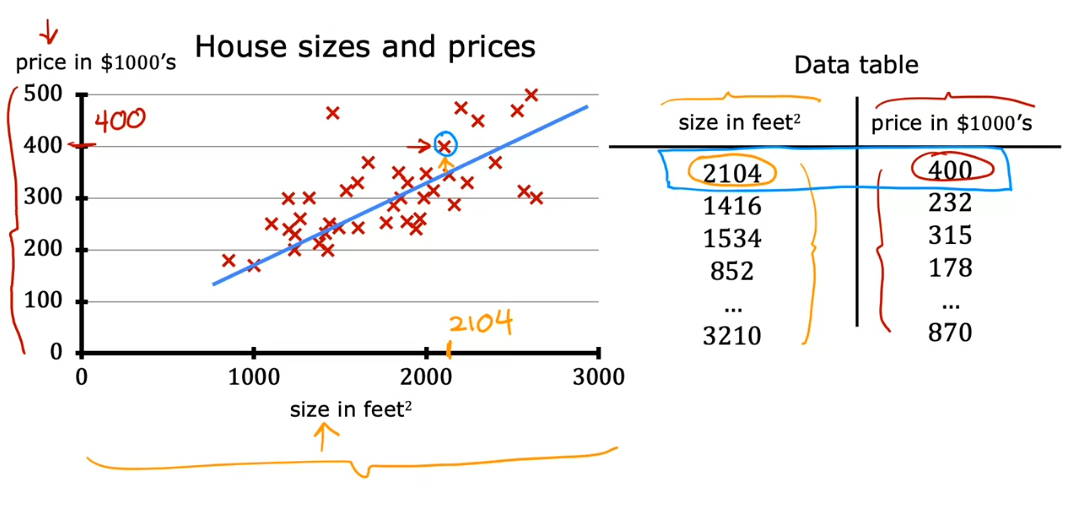 House sizes and prices
price in $1000's
500
400
400
300
200
100
0
0 1000 2000 3000
2104
size in feet²
Data table
size in feet² price in $1000's
2104 400
1416 232
1534 315
852 178
... ...
3210 870